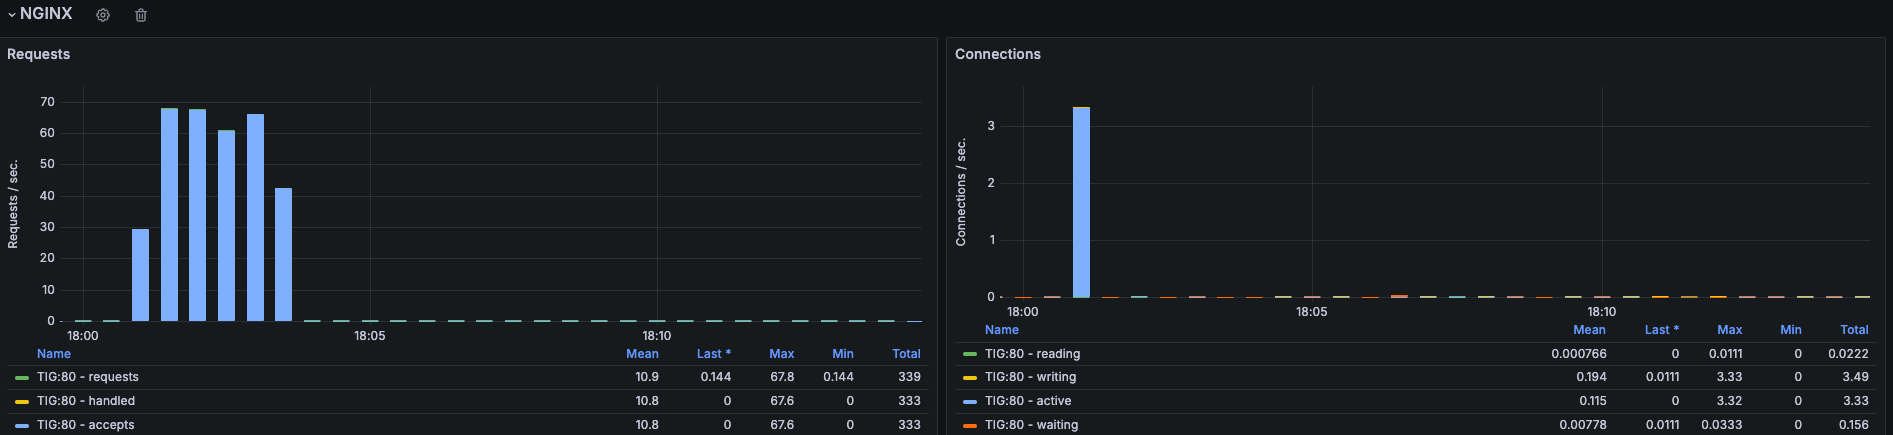 NGINX
Requests
Requests / sec.
70
60
50
40
30
20
10
0
18:00 18:05 18:10
Name Mean Last * Max Min Total
TIG:80 - requests 10.9 0.144 67.8 0.144 339
TIG:80 - handled 10.8 0 67.6 0 333
TIG:80 - accepts 10.8 0 67.6 0 333
Connections
Connections / sec.
3
2
1
0
18:00 18:05 18:10
Name Mean Last * Max Min Total
TIG:80 - reading 0.000766 0 0.0111 0 0.0222
TIG:80 - writing 0.194 0.0111 3.33 0 3.49
TIG:80 - active 0.115 0 3.32 0 3.33
TIG:80 - waiting 0.00778 0.0111 0.0333 0 0.156